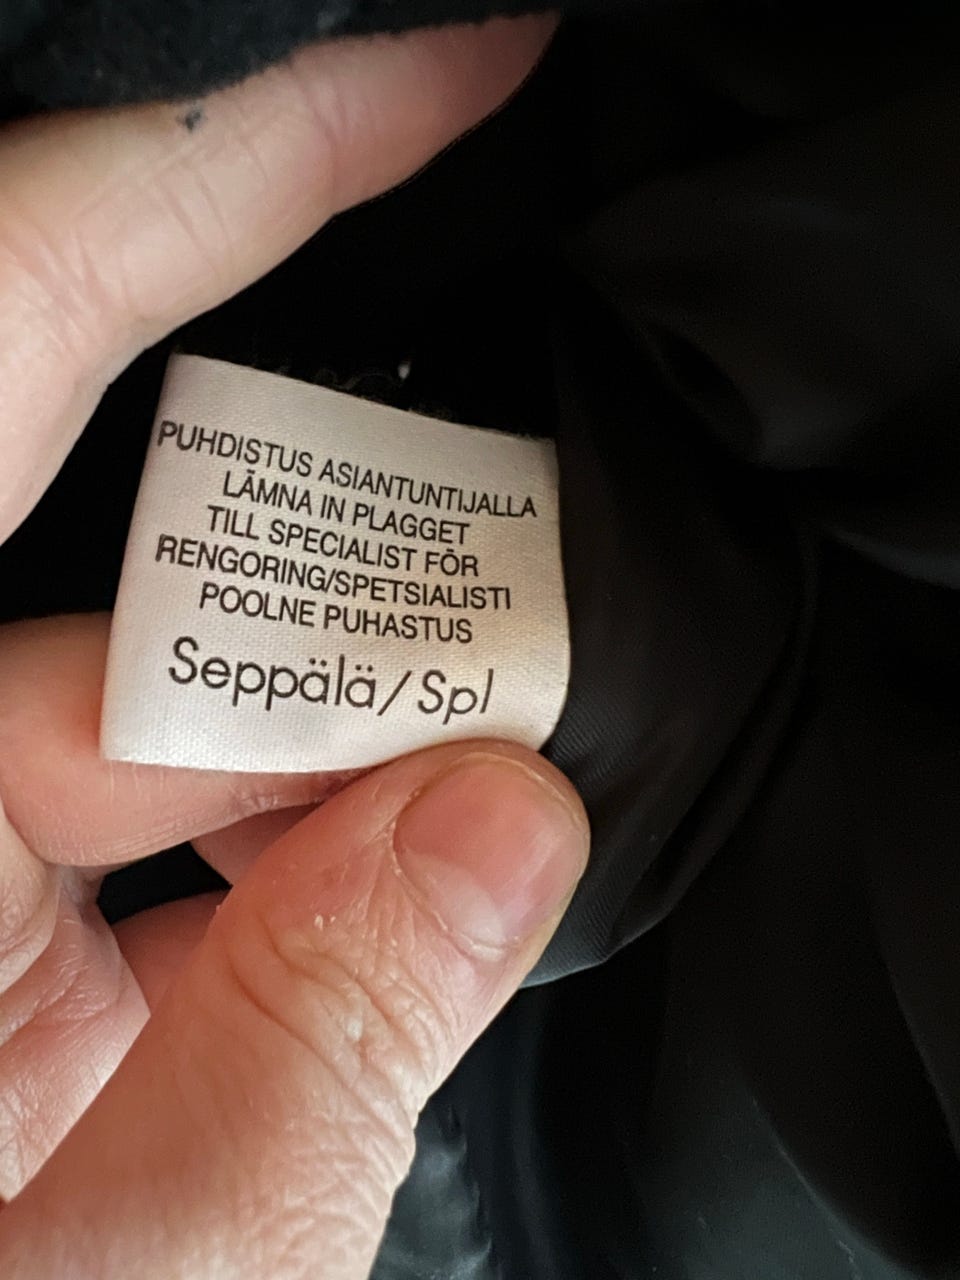 PUHDISTUS ASIANTUNTIJALLA
LÄMNA IN PLAGGET
TILL SPECIALIST FÖR
RENGORING/SPETSIALISTI
POOLNE PUHASTUS
Seppälä/Spl